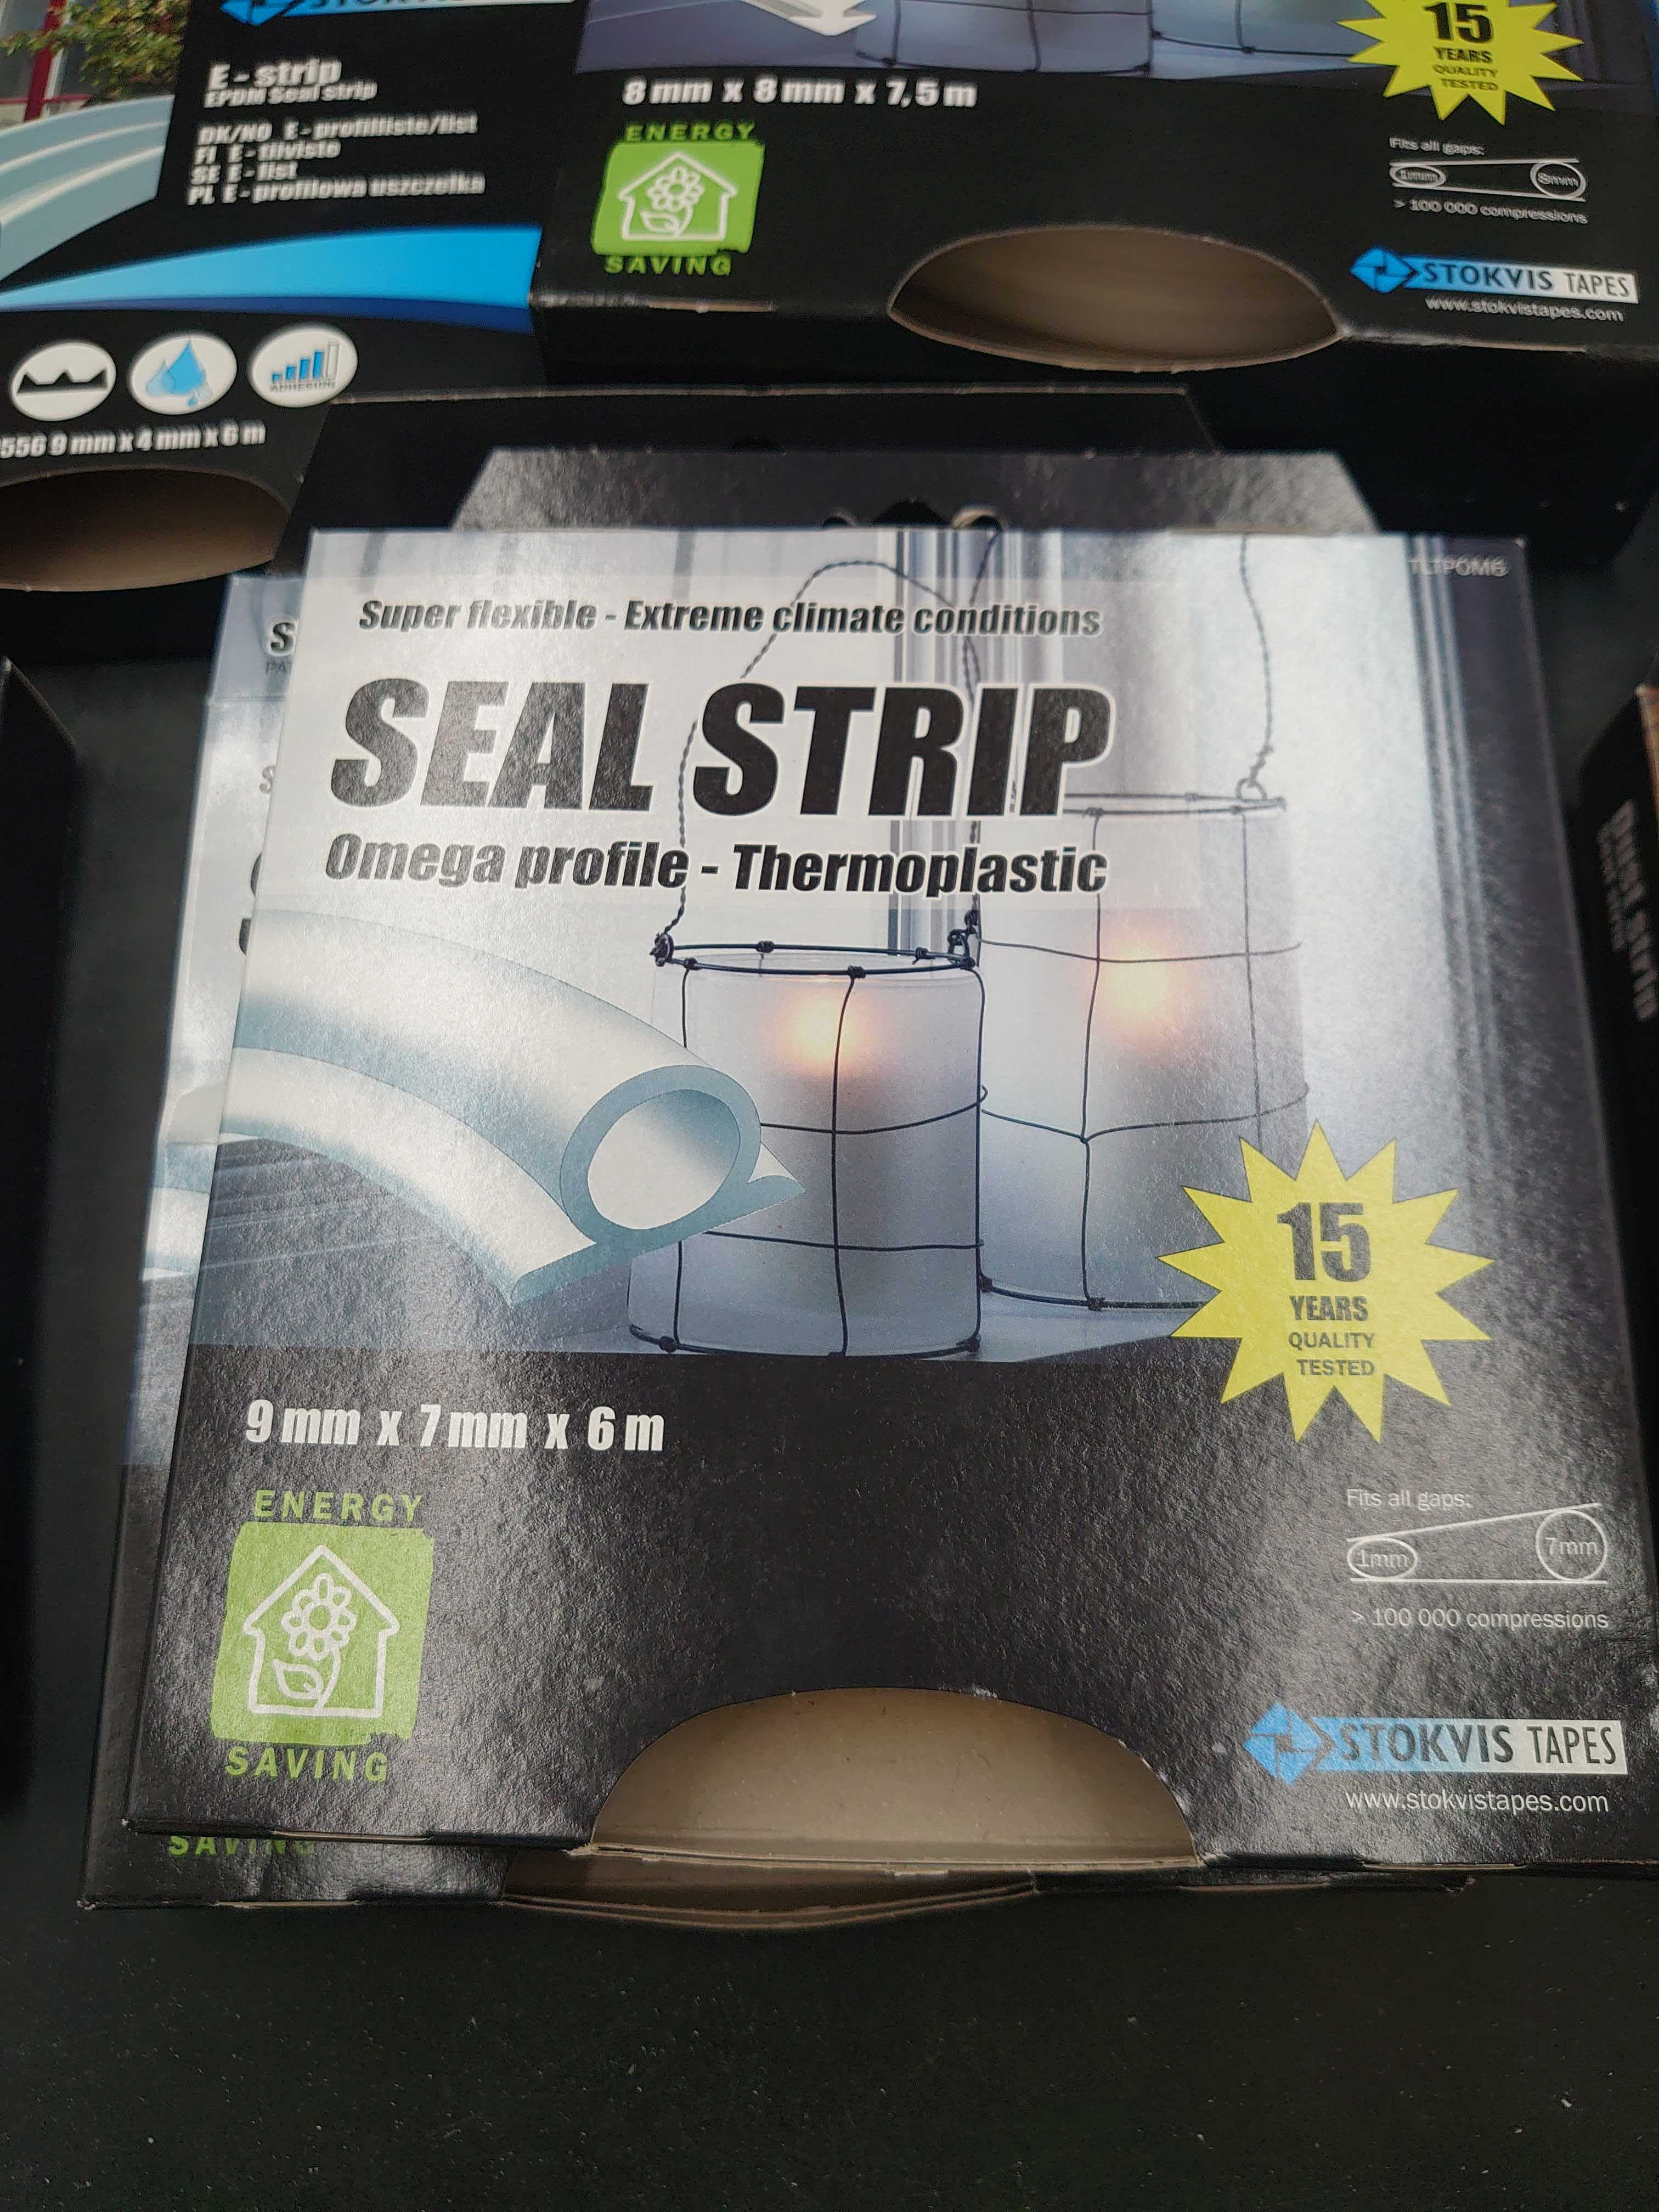 E - strip
EPDM Seal strip
DK/NO E - profilliste/list
FI E - tiiviste
SE E - list
PL E - profilowa uszczelka
556 9 mm x 4 mm x 6 m
8 mm x 8 mm x 7,5 m
ENERGY
SAVING
15
YEARS
QUALITY
TESTED
Fits all gaps:
1mm 8mm
> 100 000 compressions
STOKVIS TAPES
www.stokvistapes.com
Super flexible - Extreme climate conditions
SEAL STRIP
Omega profile - Thermoplastic
15
YEARS
QUALITY
TESTED
9 mm x 7 mm x 6 m
ENERGY
SAVING
Fits all gaps:
1mm 7mm
> 100 000 compressions
STOKVIS TAPES
www.stokvistapes.com
SAVING